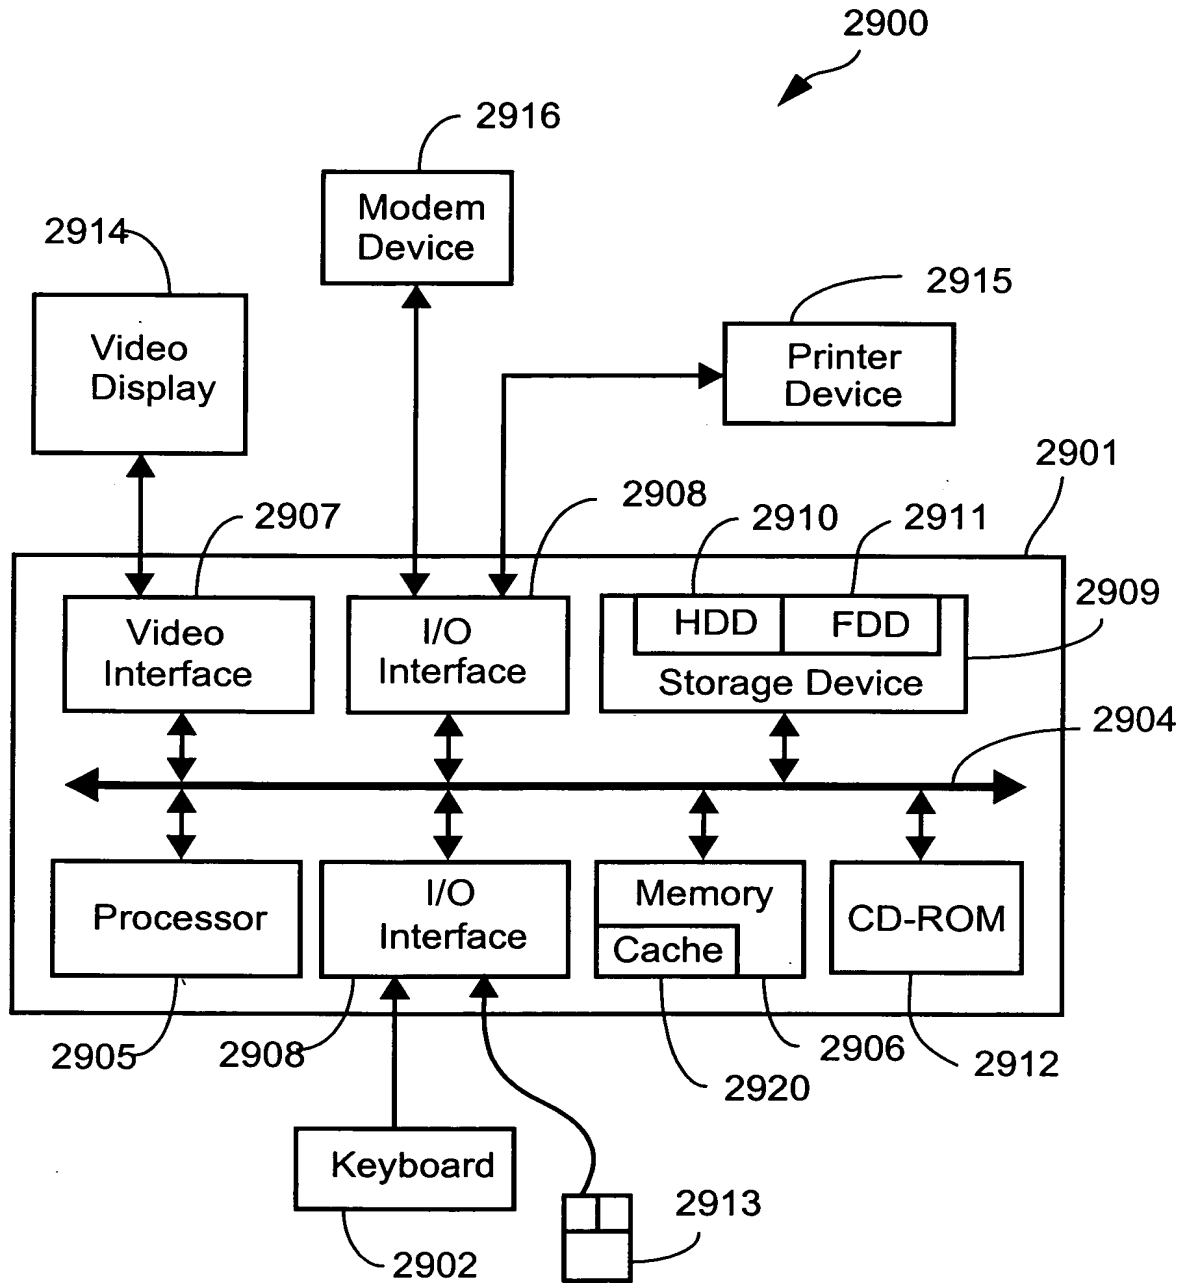 2900
2916
Modem
Device
2914
Video
Display
2915
Printer
Device
2901
2907
2908
2910
2911
2909
Video
Interface
I/O
Interface
HDD
FDD
Storage Device
2904
Processor
I/O
Interface
Memory
Cache
CD-ROM
2905
2908
2920
2906
2912
Keyboard
2902
2913